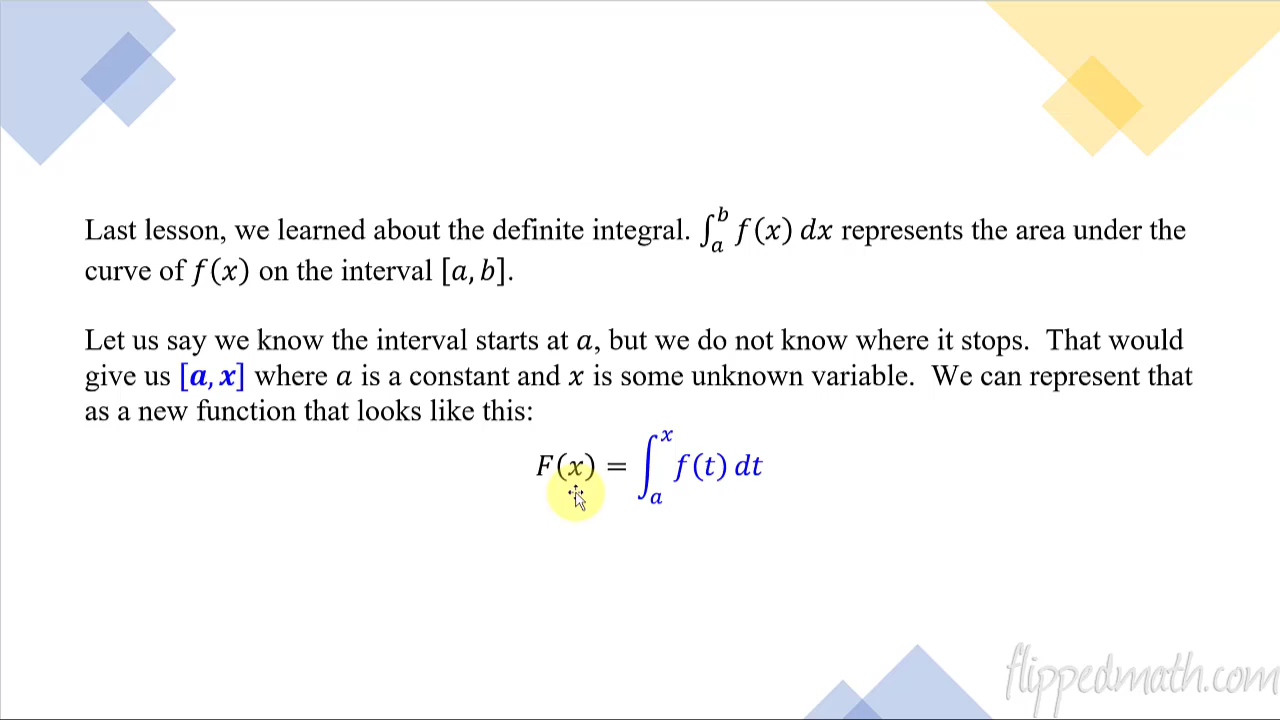 Last lesson, we learned about the definite integral. ∫ₐᵇ f(x) dx represents the area under the
curve of f(x) on the interval [a, b].
Let us say we know the interval starts at a, but we do not know where it stops.  That would
give us [a, x] where a is a constant and x is some unknown variable.  We can represent that
as a new function that looks like this:
F(x) = ∫ₐˣ f(t) dt
flippedmath.com